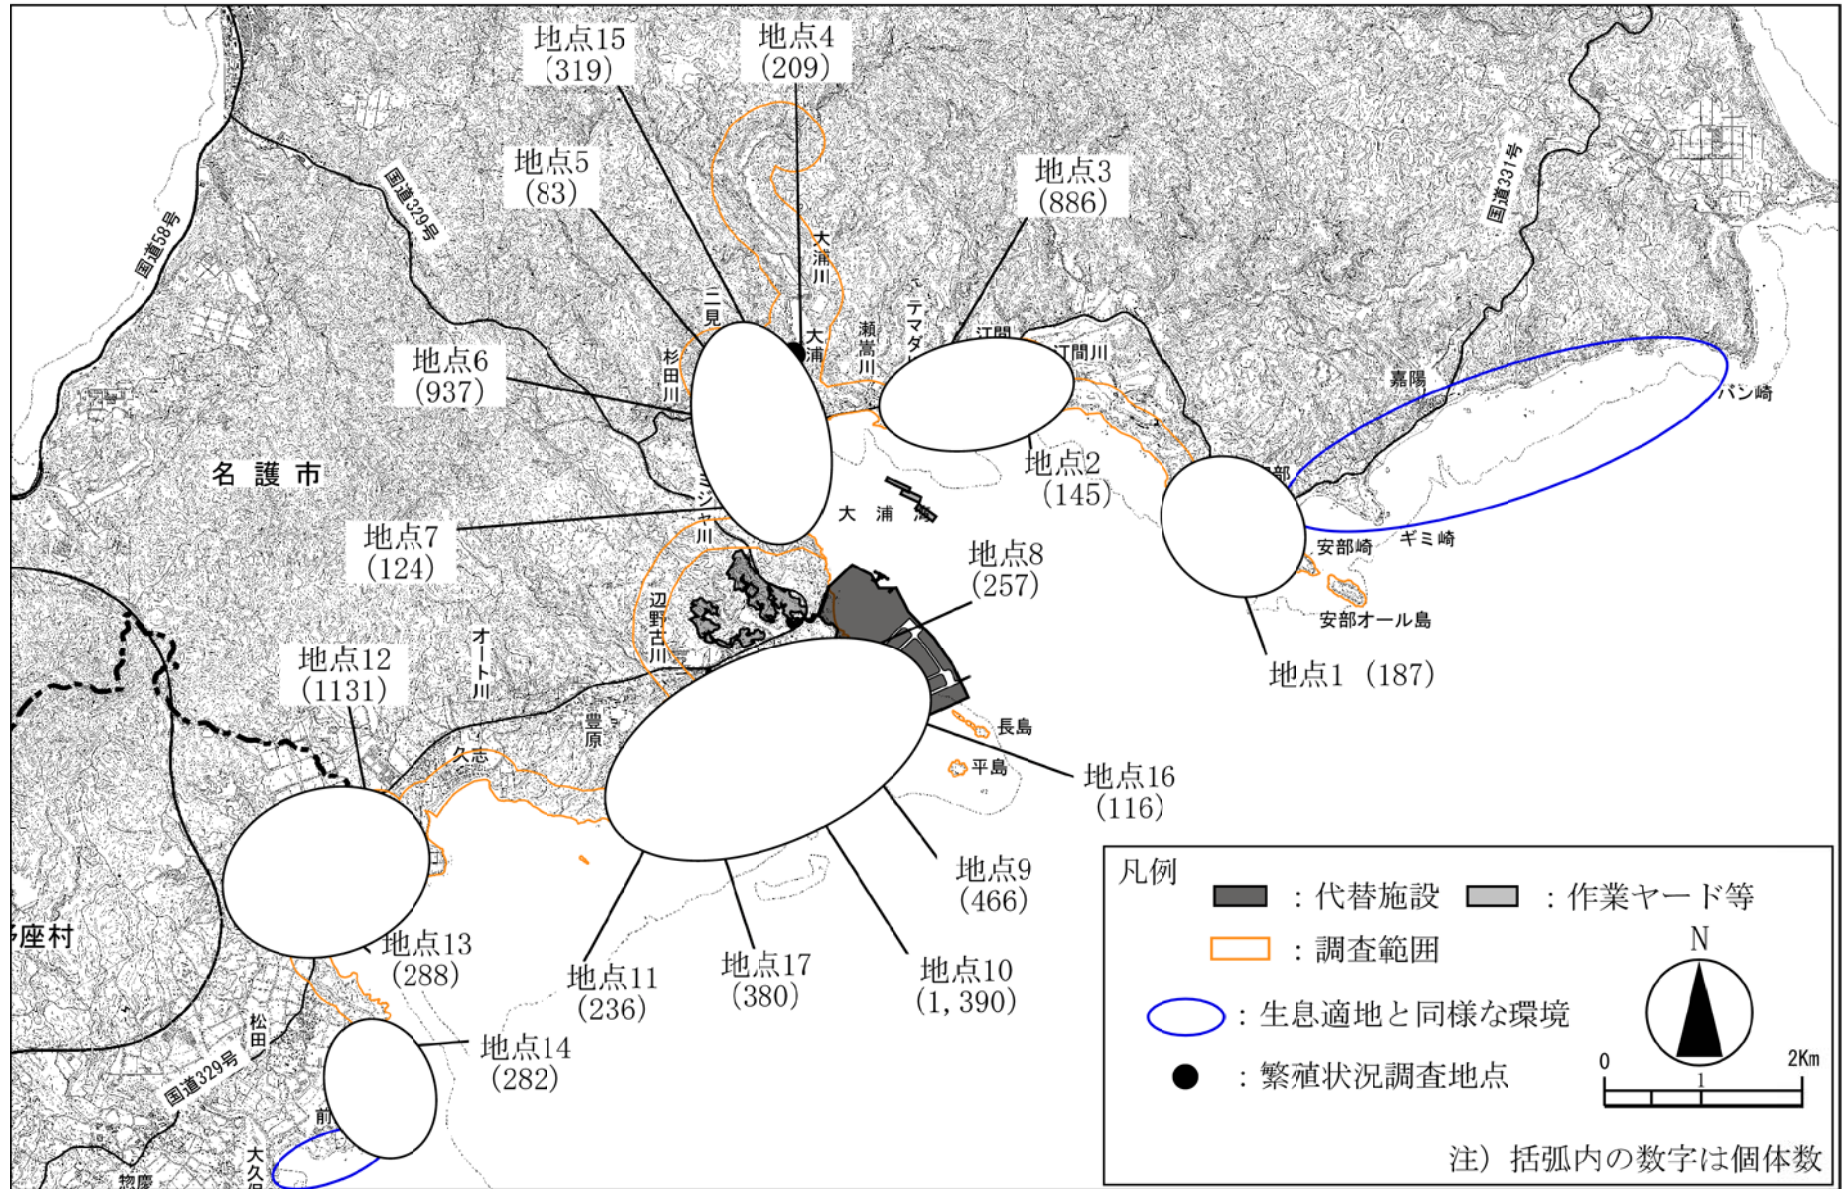 地点15
(319)
地点4
(209)
地点5
(83)
地点3
(886)
国道331号
国道329号
国道58号
大浦川
二見
大浦
瀬嵩川
杉田川
地点6
(937)
江間川
嘉陽
バン崎
名護市
地点2
(145)
大浦湾
地点7
(124)
安部崎
ギミ崎
地点8
(257)
安部オール島
辺野古川
オート川
地点12
(1131)
地点1 (187)
豊原
久志
長島
平島
地点16
(116)
地点9
(466)
地点13
(288)
地点11
(236)
地点17
(380)
地点10
(1,390)
座村
松田
地点14
(282)
国道329号
前
惣慶
凡例
：代替施設
：作業ヤード等
：調査範囲
：生息適地と同様な環境
：繁殖状況調査地点
N
0
1
2Km
注）括弧内の数字は個体数